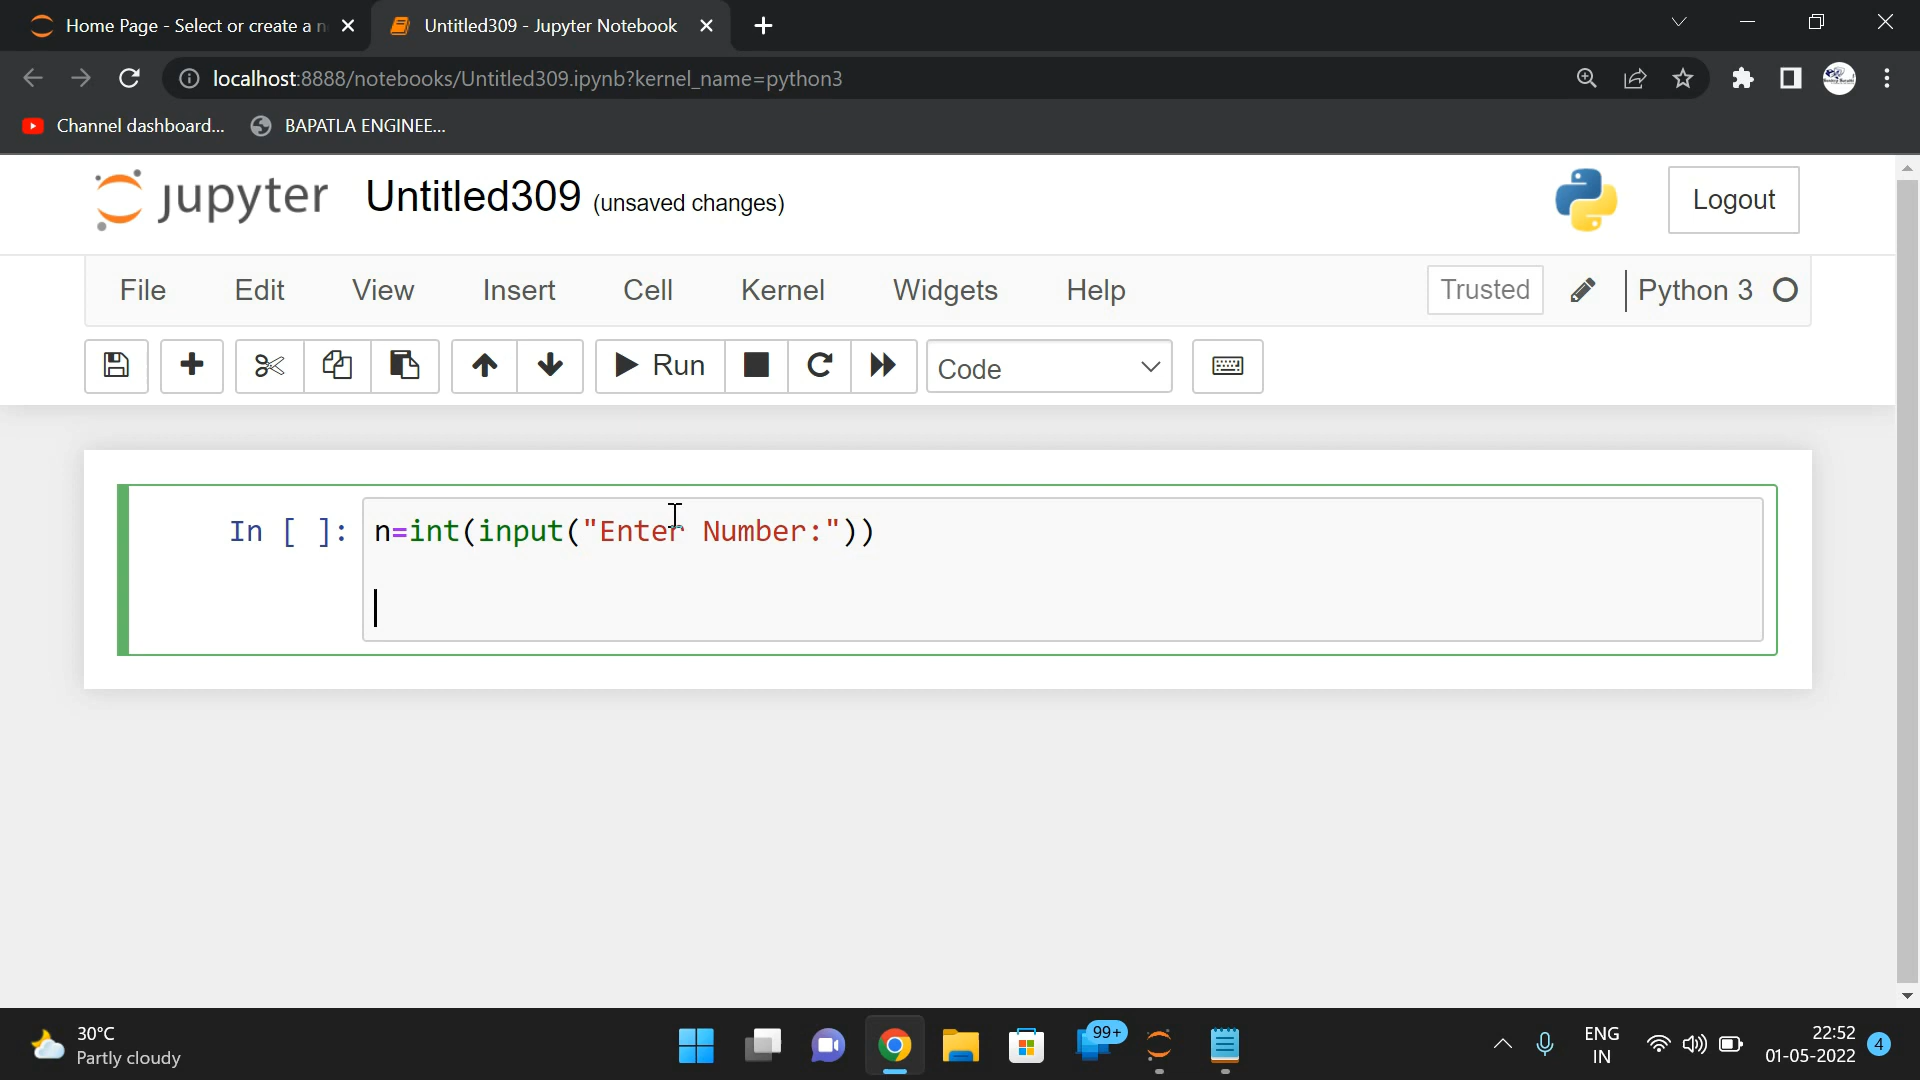 Home Page - Select or create a n
Untitled309 - Jupyter Notebook
localhost:8888/notebooks/Untitled309.ipynb?kernel_name=python3
Channel dashboard...
BAPATLA ENGINEE...
jupyter
Untitled309 (unsaved changes)
Logout
File Edit View Insert Cell Kernel Widgets Help
Trusted
Python 3
Run
Code
In [ ]: n=int(input("Enter Number:"))
30°C
Partly cloudy
99+
ENG
IN
22:52
01-05-2022
4